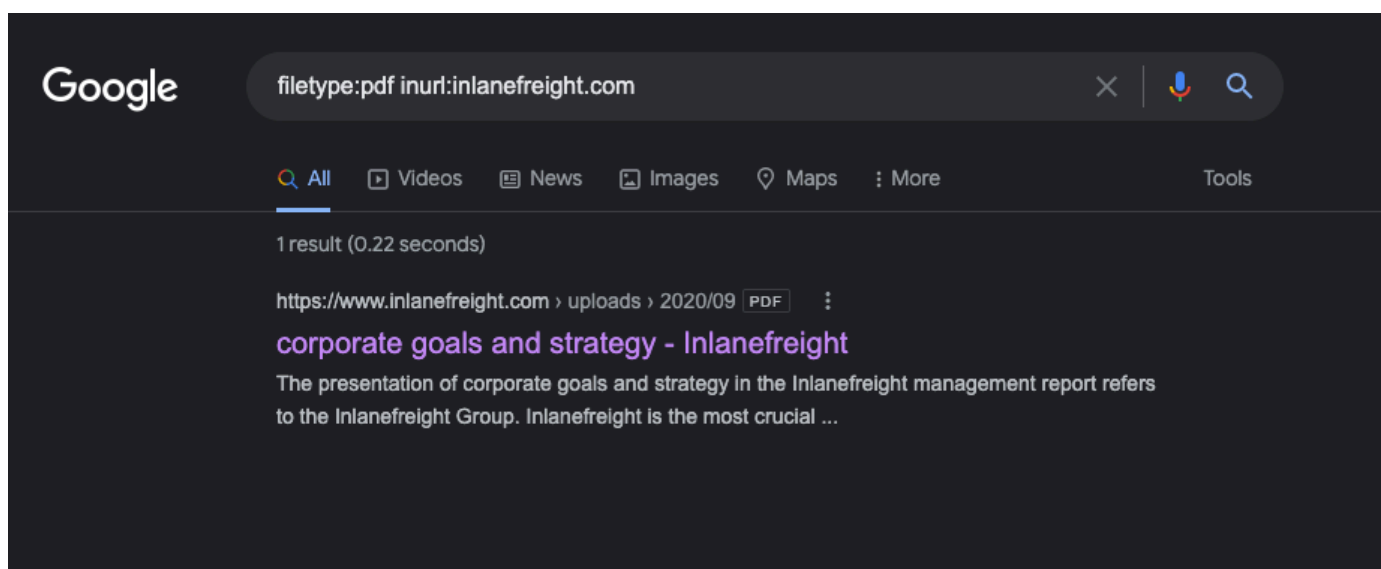 Google
filetype:pdf inurl:inlanefreight.com
All Videos News Images Maps More Tools
1 result (0.22 seconds)
https://www.inlanefreight.com › uploads › 2020/09 PDF
corporate goals and strategy - Inlanefreight
The presentation of corporate goals and strategy in the Inlanefreight management report refers
to the Inlanefreight Group. Inlanefreight is the most crucial ...